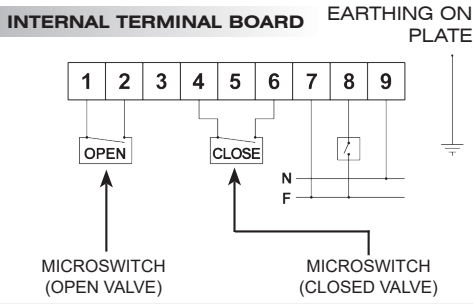 INTERNAL TERMINAL BOARD
EARTHING ON
PLATE
1 2 3 4 5 6 7 8 9
OPEN
CLOSE
N
F
MICROSWITCH
(OPEN VALVE)
MICROSWITCH
(CLOSED VALVE)